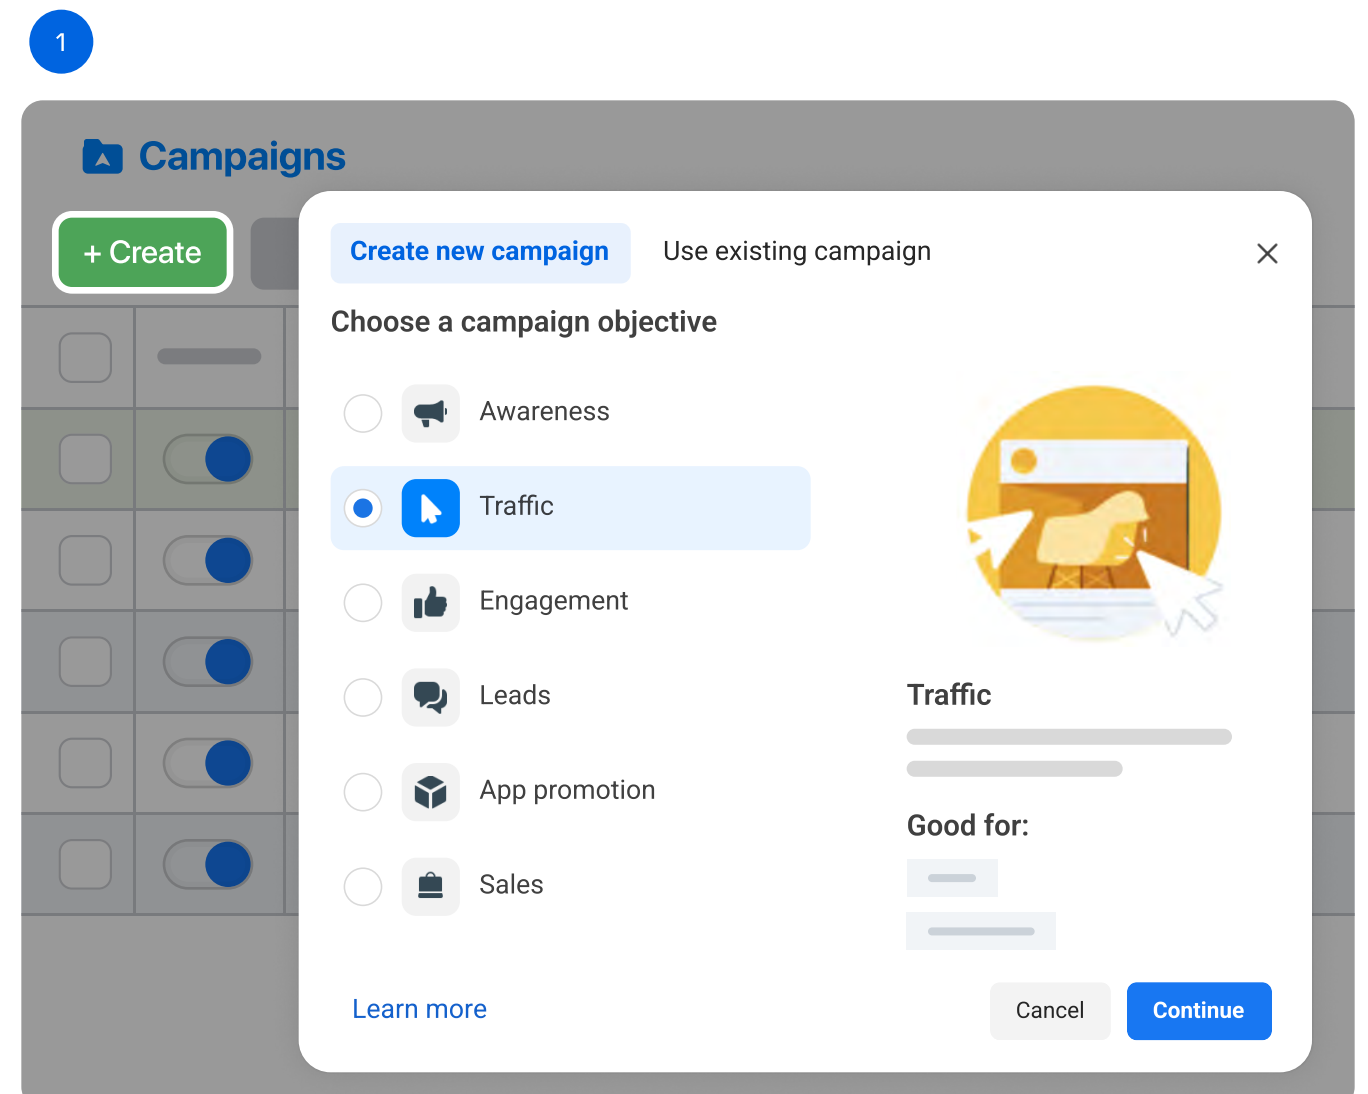 1
Campaigns
+ Create
Create new campaign
Use existing campaign
Choose a campaign objective
Awareness
Traffic
Engagement
Leads
App promotion
Sales
Traffic
Good for:
Learn more
Cancel
Continue